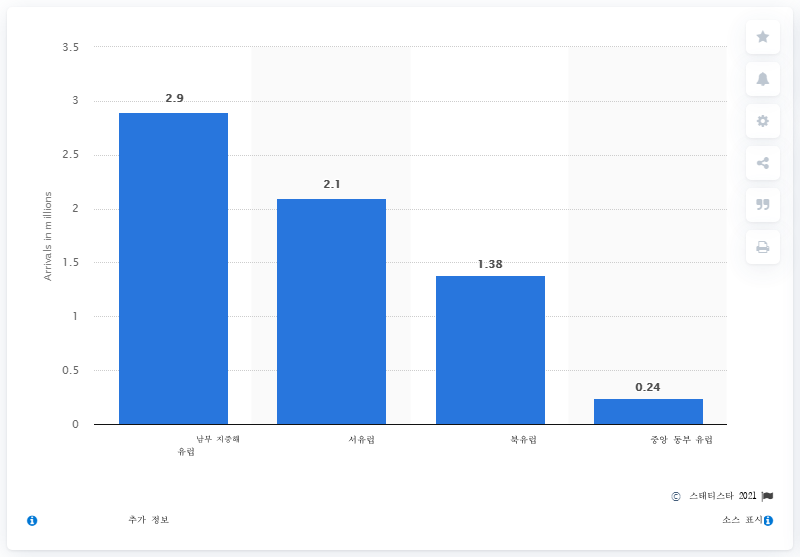 3.5
3
2.5
2
1.5
1
0.5
0
Arrivals in millions
2.9
2.1
1.38
0.24
남부 지중해
유럽
서유럽
북유럽
중앙 동부 유럽
© 스태티스타 2021
추가 정보
소스 표시